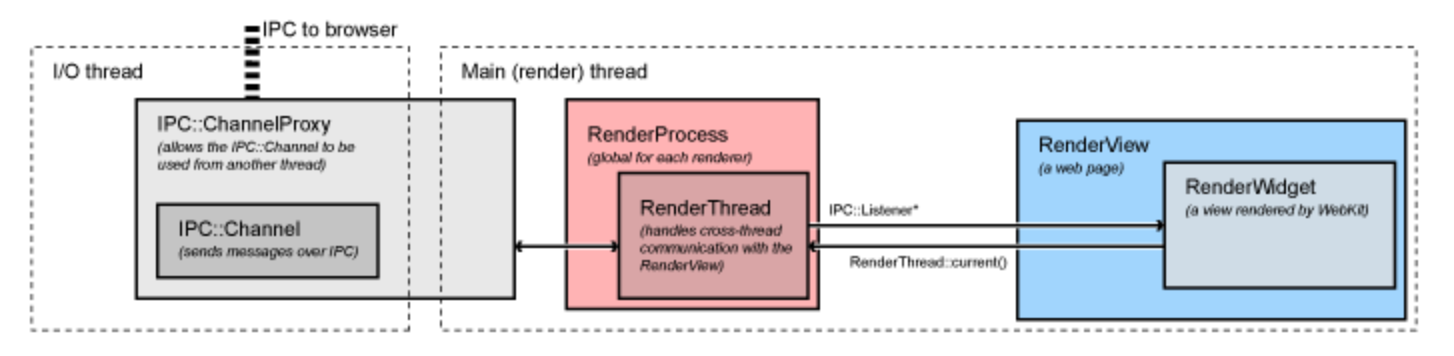 IPC to browser
I/O thread
IPC::ChannelProxy
(allows the IPC::Channel to be
used from another thread)
IPC::Channel
(sends messages over IPC)
Main (render) thread
RenderProcess
(global for each renderer)
RenderThread
(handles cross-thread
communication with the
RenderView)
IPC::Listener*
RenderThread::current()
RenderView
(a web page)
RenderWidget
(a view rendered by WebKit)